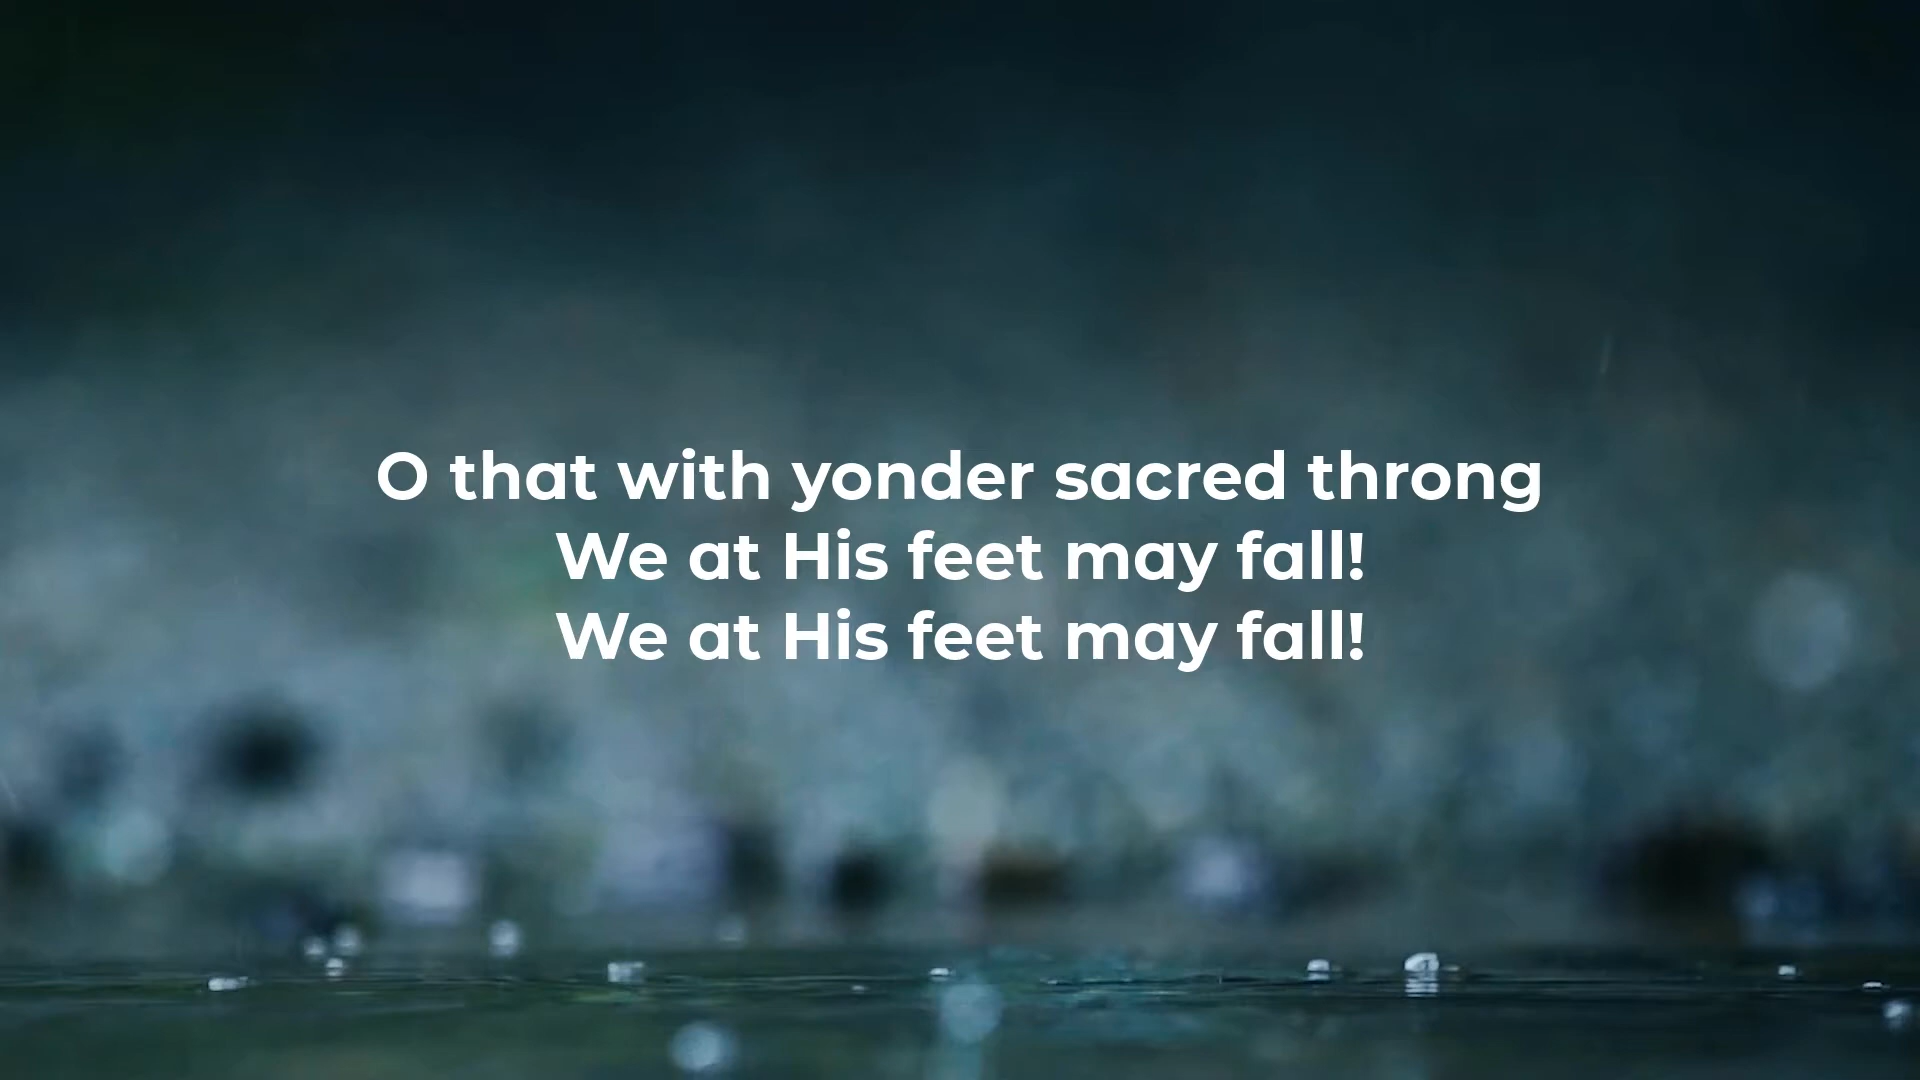 O that with yonder sacred throng
We at His feet may fall!
We at His feet may fall!